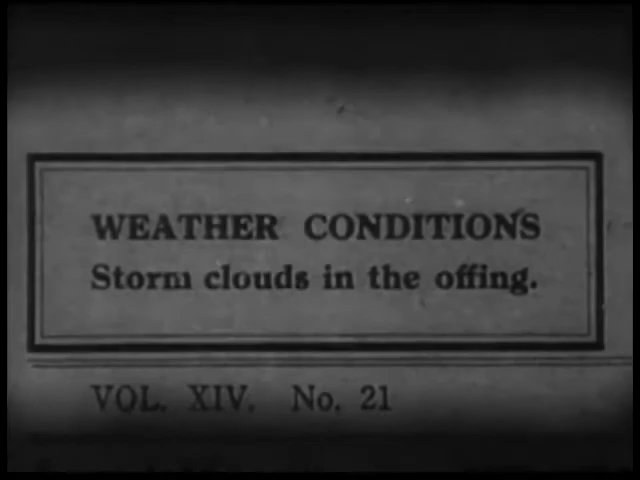 WEATHER CONDITIONS
Storm clouds in the offing.
VOL. XIV. No. 21